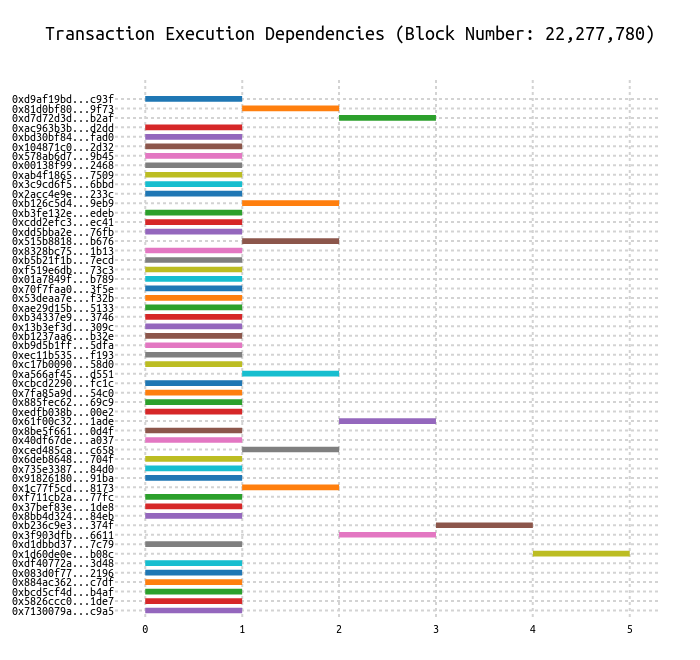 Transaction Execution Dependencies (Block Number: 22,277,780)
0xd9af19bd...c93f
0x81d0bf80...9f73
0xd7d72d3d...b2af
0xac963b3b...d2dd
0xbd30bf84...fad0
0x104871c0...2d32
0x578ab6d7...9b45
0x00138f99...2468
0xab4f1865...7509
0x3c9cd6f5...6bbd
0x2acc4e9e...233c
0xb126c5d4...9eb9
0xb3fe132e...edeb
0xcdd2efc3...ec41
0xdd5bba2e...76fb
0x515b8818...b676
0x8328bc75...1b13
0xb5b21f1b...7ecd
0xf519e6db...73c3
0x01a7849f...b789
0x70f7faa0...3f5e
0x53deaa7e...f32b
0xae29d15b...5133
0xb34337e9...3746
0x13b3ef3d...309c
0xb1237aa6...b32e
0xb9d5b1ff...5dfa
0xec11b535...f193
0xc17b0090...58d0
0xa566af45...d551
0xcbcd2290...fc1c
0x7fa85a9d...54c0
0x885fec62...69c9
0xedfb038b...00e2
0x61f00c32...1ade
0x8be5f661...0d4f
0x40df67de...a037
0xced485ca...c658
0x6deb8648...704f
0x735e3387...84d0
0x91826180...91ba
0x1c77f5cd...8173
0xf711cb2a...77fc
0x37bef83e...1de8
0x8bb4d324...84eb
0xb236c9e3...374f
0x3f903dfb...6611
0xd1dbbd37...7c79
0x1d60de0e...b08c
0xdf40772a...3d48
0x083d0f77...2196
0x884ac362...c7df
0xbcd5cf4d...b4af
0x5826ccc0...1de7
0x7130079a...c9a5
0 1 2 3 4 5